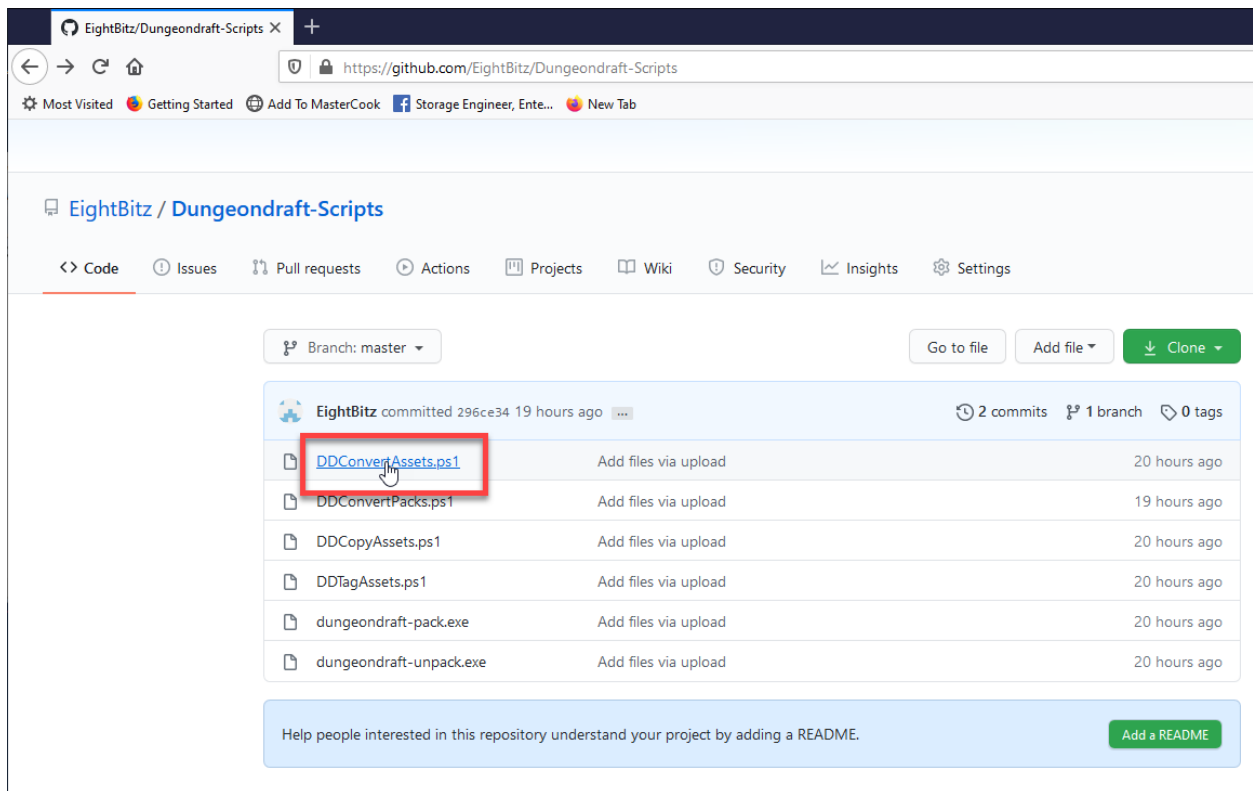 EightBitz/Dungeondraft-Scripts
https://github.com/EightBitz/Dungeondraft-Scripts
Most Visited Getting Started Add To MasterCook Storage Engineer, Ente... New Tab
EightBitz / Dungeondraft-Scripts
<> Code Issues Pull requests Actions Projects Wiki Security Insights Settings
Branch: master Go to file Add file Clone
EightBitz committed 296ce34 19 hours ago ... 2 commits 1 branch 0 tags
DDConvertAssets.ps1 Add files via upload 20 hours ago
DDConvertPacks.ps1 Add files via upload 19 hours ago
DDCopyAssets.ps1 Add files via upload 20 hours ago
DDTagAssets.ps1 Add files via upload 20 hours ago
dungeondraft-pack.exe Add files via upload 20 hours ago
dungeondraft-unpack.exe Add files via upload 20 hours ago
Help people interested in this repository understand your project by adding a README. Add a README